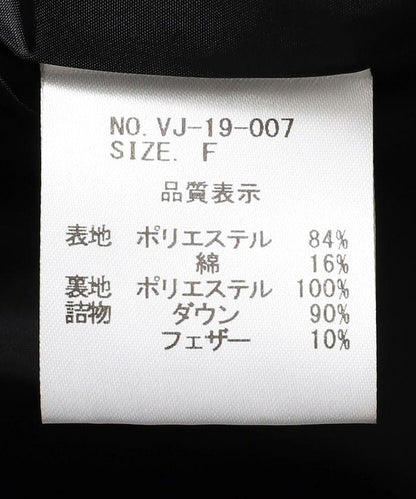 NO. VJ-19-007
SIZE. F
品質表示
表地 ポリエステル 84%
綿 16%
裏地 ポリエステル 100%
詰物 ダウン 90%
フェザー 10%